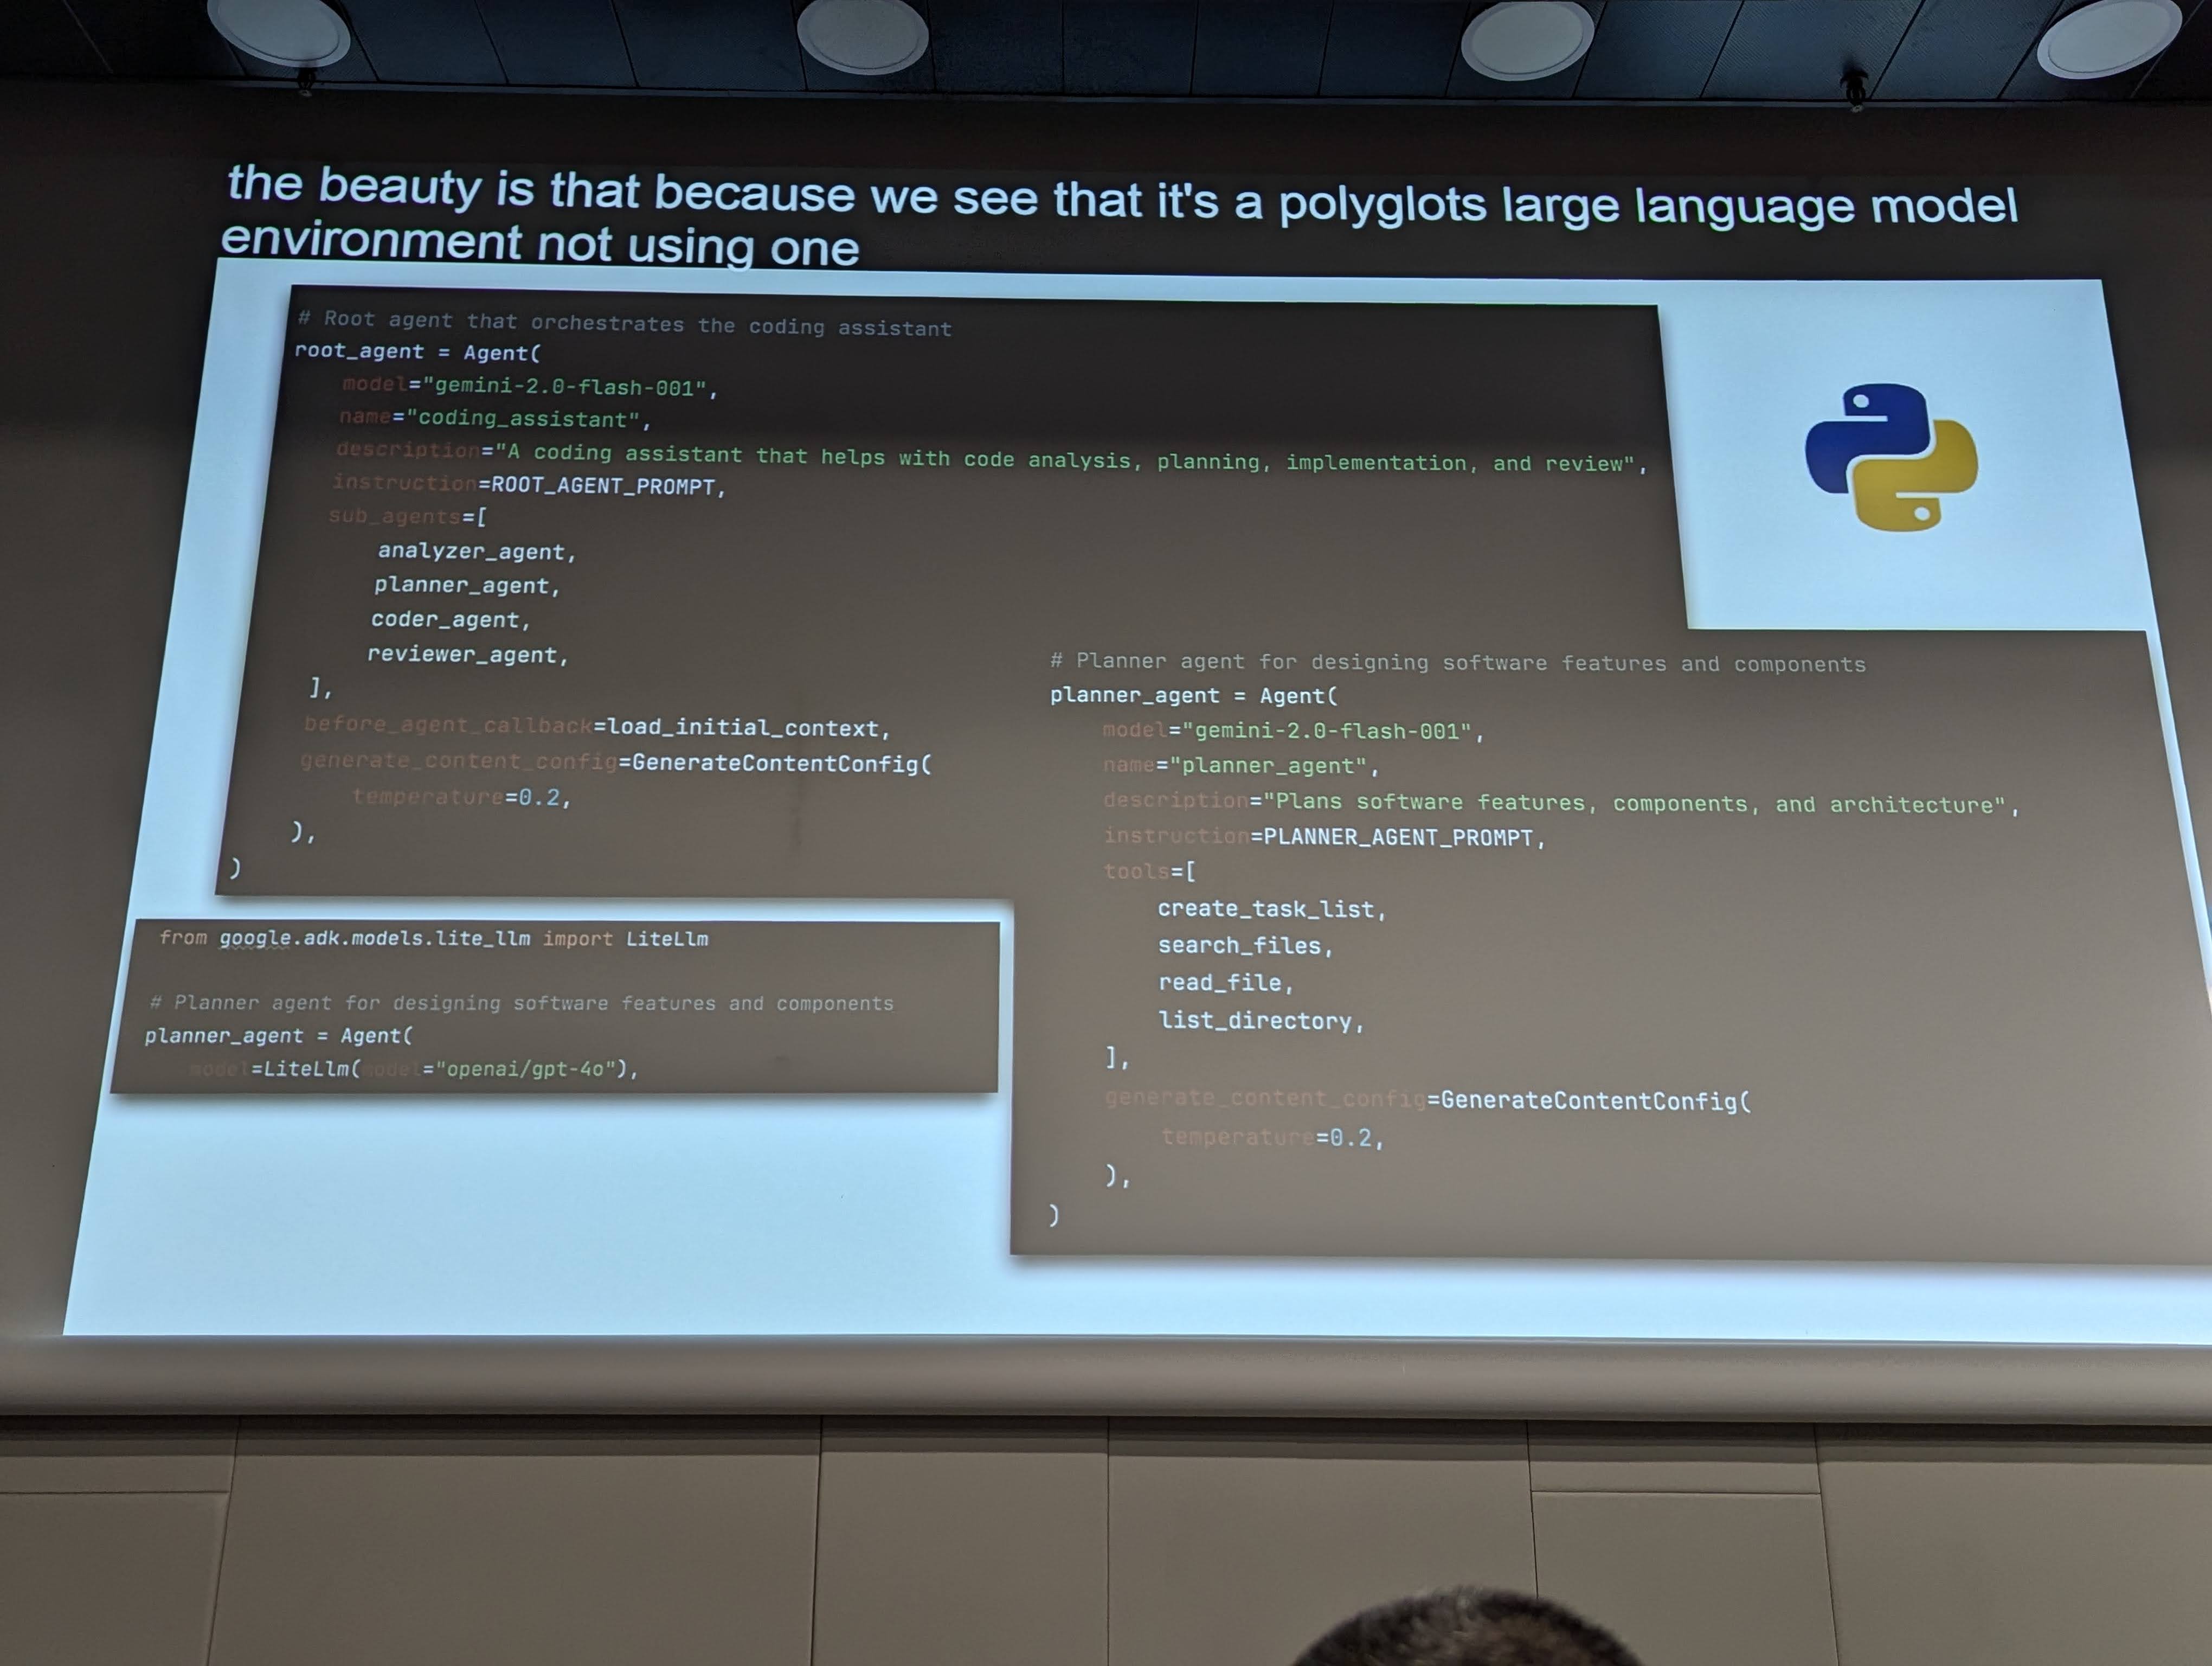 the beauty is that because we see that it's a polyglots large language model
environment not using one
# Root agent that orchestrates the coding assistant
root_agent = Agent(
    model="gemini-2.0-flash-001",
    name="coding_assistant",
    description="A coding assistant that helps with code analysis, planning, implementation, and review",
    instruction=ROOT_AGENT_PROMPT,
    sub_agents=[
        analyzer_agent,
        planner_agent,
        coder_agent,
        reviewer_agent,
    ],
    before_agent_callback=load_initial_context,
    generate_content_config=GenerateContentConfig(
        temperature=0.2,
    ),
)
from google.adk.models.lite_llm import LiteLlm
# Planner agent for designing software features and components
planner_agent = Agent(
    model=LiteLlm(model="openai/gpt-4o"),
# Planner agent for designing software features and components
planner_agent = Agent(
    model="gemini-2.0-flash-001",
    name="planner_agent",
    description="Plans software features, components, and architecture",
    instruction=PLANNER_AGENT_PROMPT,
    tools=[
        create_task_list,
        search_files,
        read_file,
        list_directory,
    ],
    generate_content_config=GenerateContentConfig(
        temperature=0.2,
    ),
)